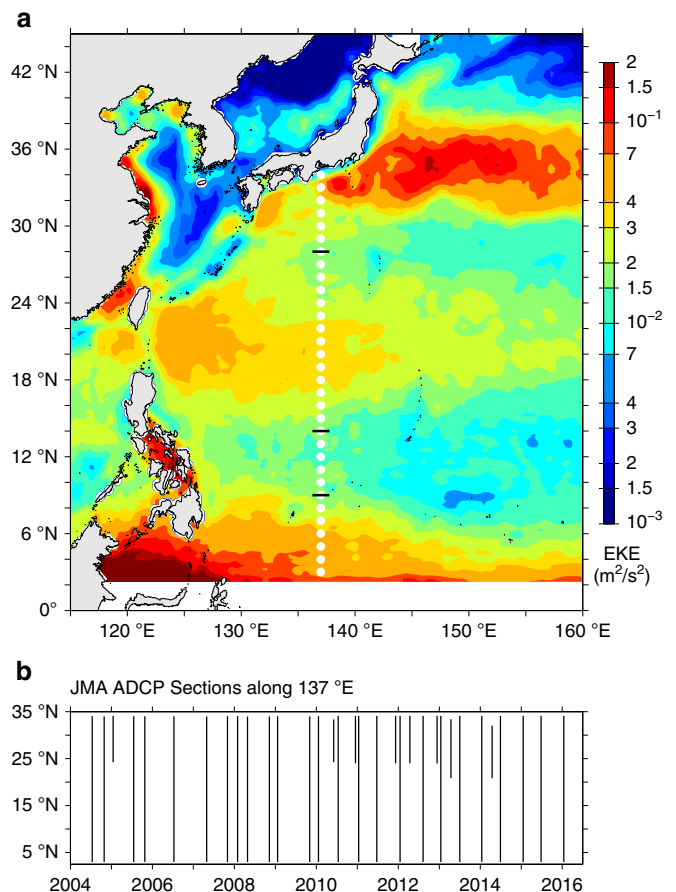 a
42 °N
36 °N
30 °N
24 °N
18 °N
12 °N
6 °N
0°
120 °E
130 °E
140 °E
150 °E
160 °E
2
1.5
10⁻¹
7
4
3
2
1.5
10⁻²
7
4
3
2
1.5
10⁻³
EKE
(m²/s²)
b
JMA ADCP Sections along 137 °E
35 °N
25 °N
15 °N
5 °N
2004
2006
2008
2010
2012
2014
2016